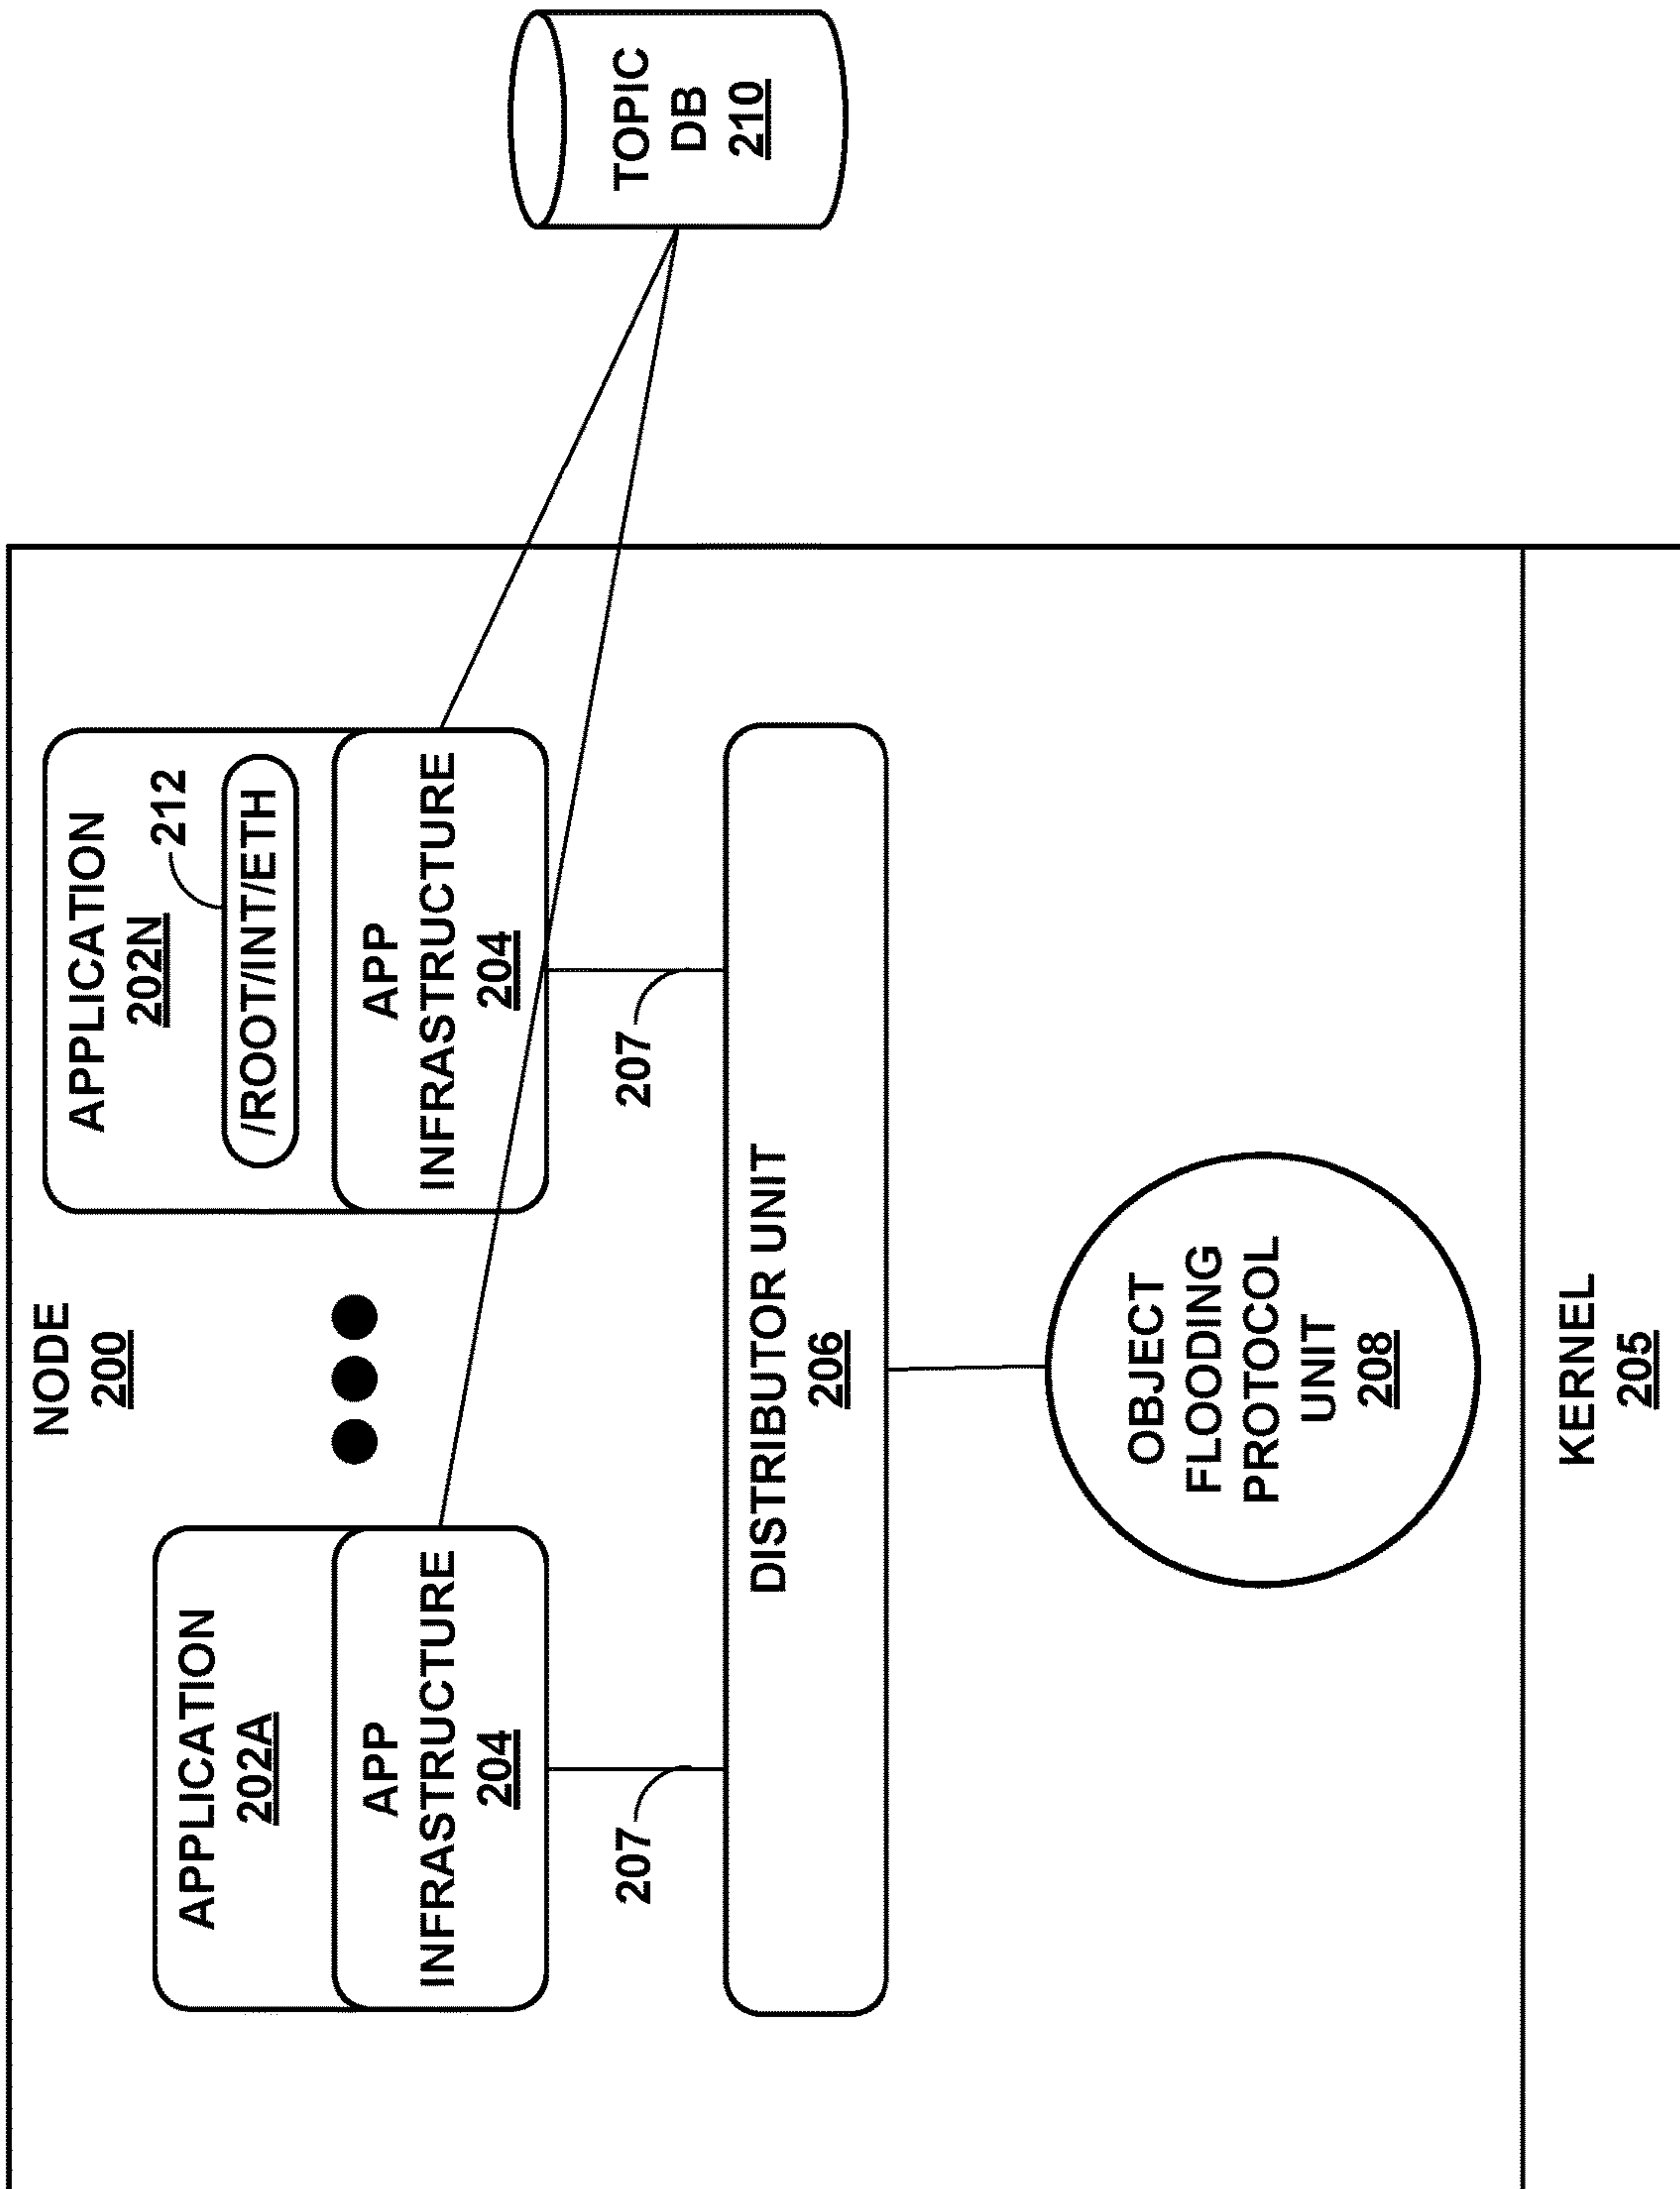 NODE
200
APPLICATION
202A
APP
INFRASTRUCTURE
204
APPLICATION
202N
212
/ROOT/INT/ETH
APP
INFRASTRUCTURE
204
TOPIC
DB
210
207
207
DISTRIBUTOR UNIT
206
OBJECT
FLOODING
PROTOCOL
UNIT
208
KERNEL
205